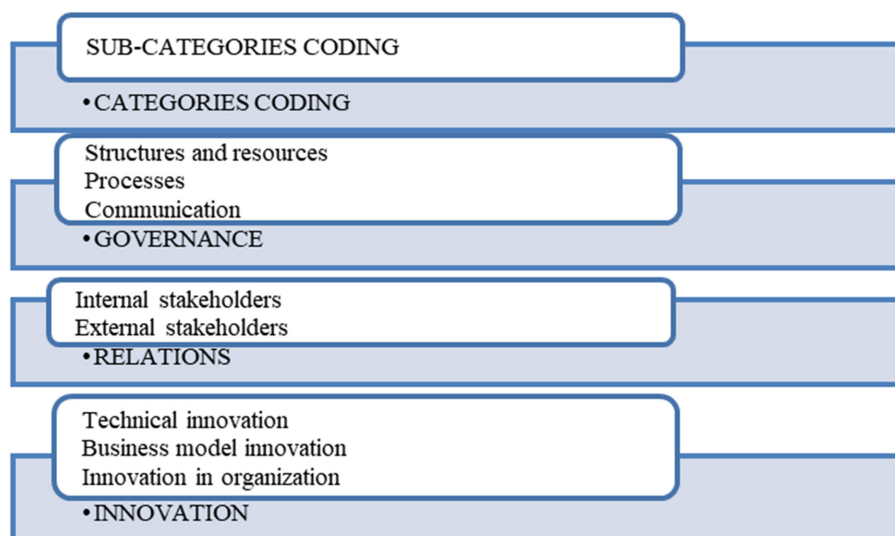 SUB-CATEGORIES CODING
•CATEGORIES CODING
Structures and resources
Processes
Communication
•GOVERNANCE
Internal stakeholders
External stakeholders
•RELATIONS
Technical innovation
Business model innovation
Innovation in organization
•INNOVATION